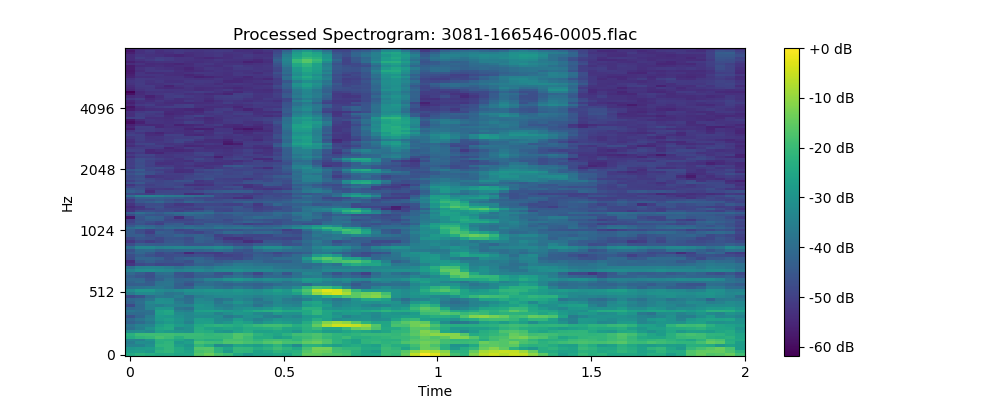 Processed Spectrogram: 3081-166546-0005.flac
+0 dB
-10 dB
-20 dB
-30 dB
-40 dB
-50 dB
-60 dB
4096
2048
1024
512
0
Hz
0
0.5
1
1.5
2
Time